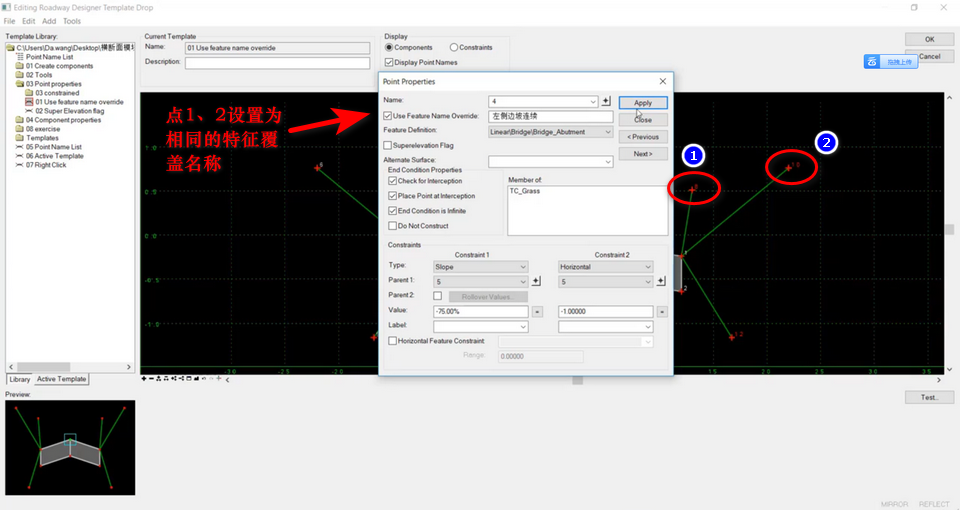 Editing Roadway Designer Template Drop
File Edit Add Tools
Template Library:
C:\Users\Da.wang\Desktop\横断面模
Point Name List
01 Create components
02 Tools
03 Point properties
03 constrained
01 Use feature name override
02 Super Elevation flag
04 Component properties
08 exercise
Templates
05 Point Name List
06 Active Template
07 Right Click
Library Active Template
Preview:
Current Template
Name: 01 Use feature name override
Description:
Display
Components Constraints
Display Point Names
OK
Cancel
拖拽上传
Test..
点1、2设置为
相同的特征覆
盖名称
Point Properties
Name: 4
Use Feature Name Override: 左侧边坡连续
Feature Definition: Linear\Bridge\Bridge_Abutment
Superelevation Flag
Alternate Surface:
Apply
Close
< Previous
Next >
End Condition Properties
Check for Interception
Place Point at Interception
End Condition is Infinite
Do Not Construct
Member of:
TC_Grass
Constraints
Constraint 1 Constraint 2
Type: Slope Horizontal
Parent 1: 5 5
Parent 2: Rollover Values...
Value: -75.00% = -1.00000 =
Label:
Horizontal Feature Constraint
Range: 0.00000
1
2
1.0
0.5
0.0
-0.5
-1.0
-3.0 -2.5 -2.0 1.5 2.0 2.5 3.0 3.5
MIRROR REFLECT